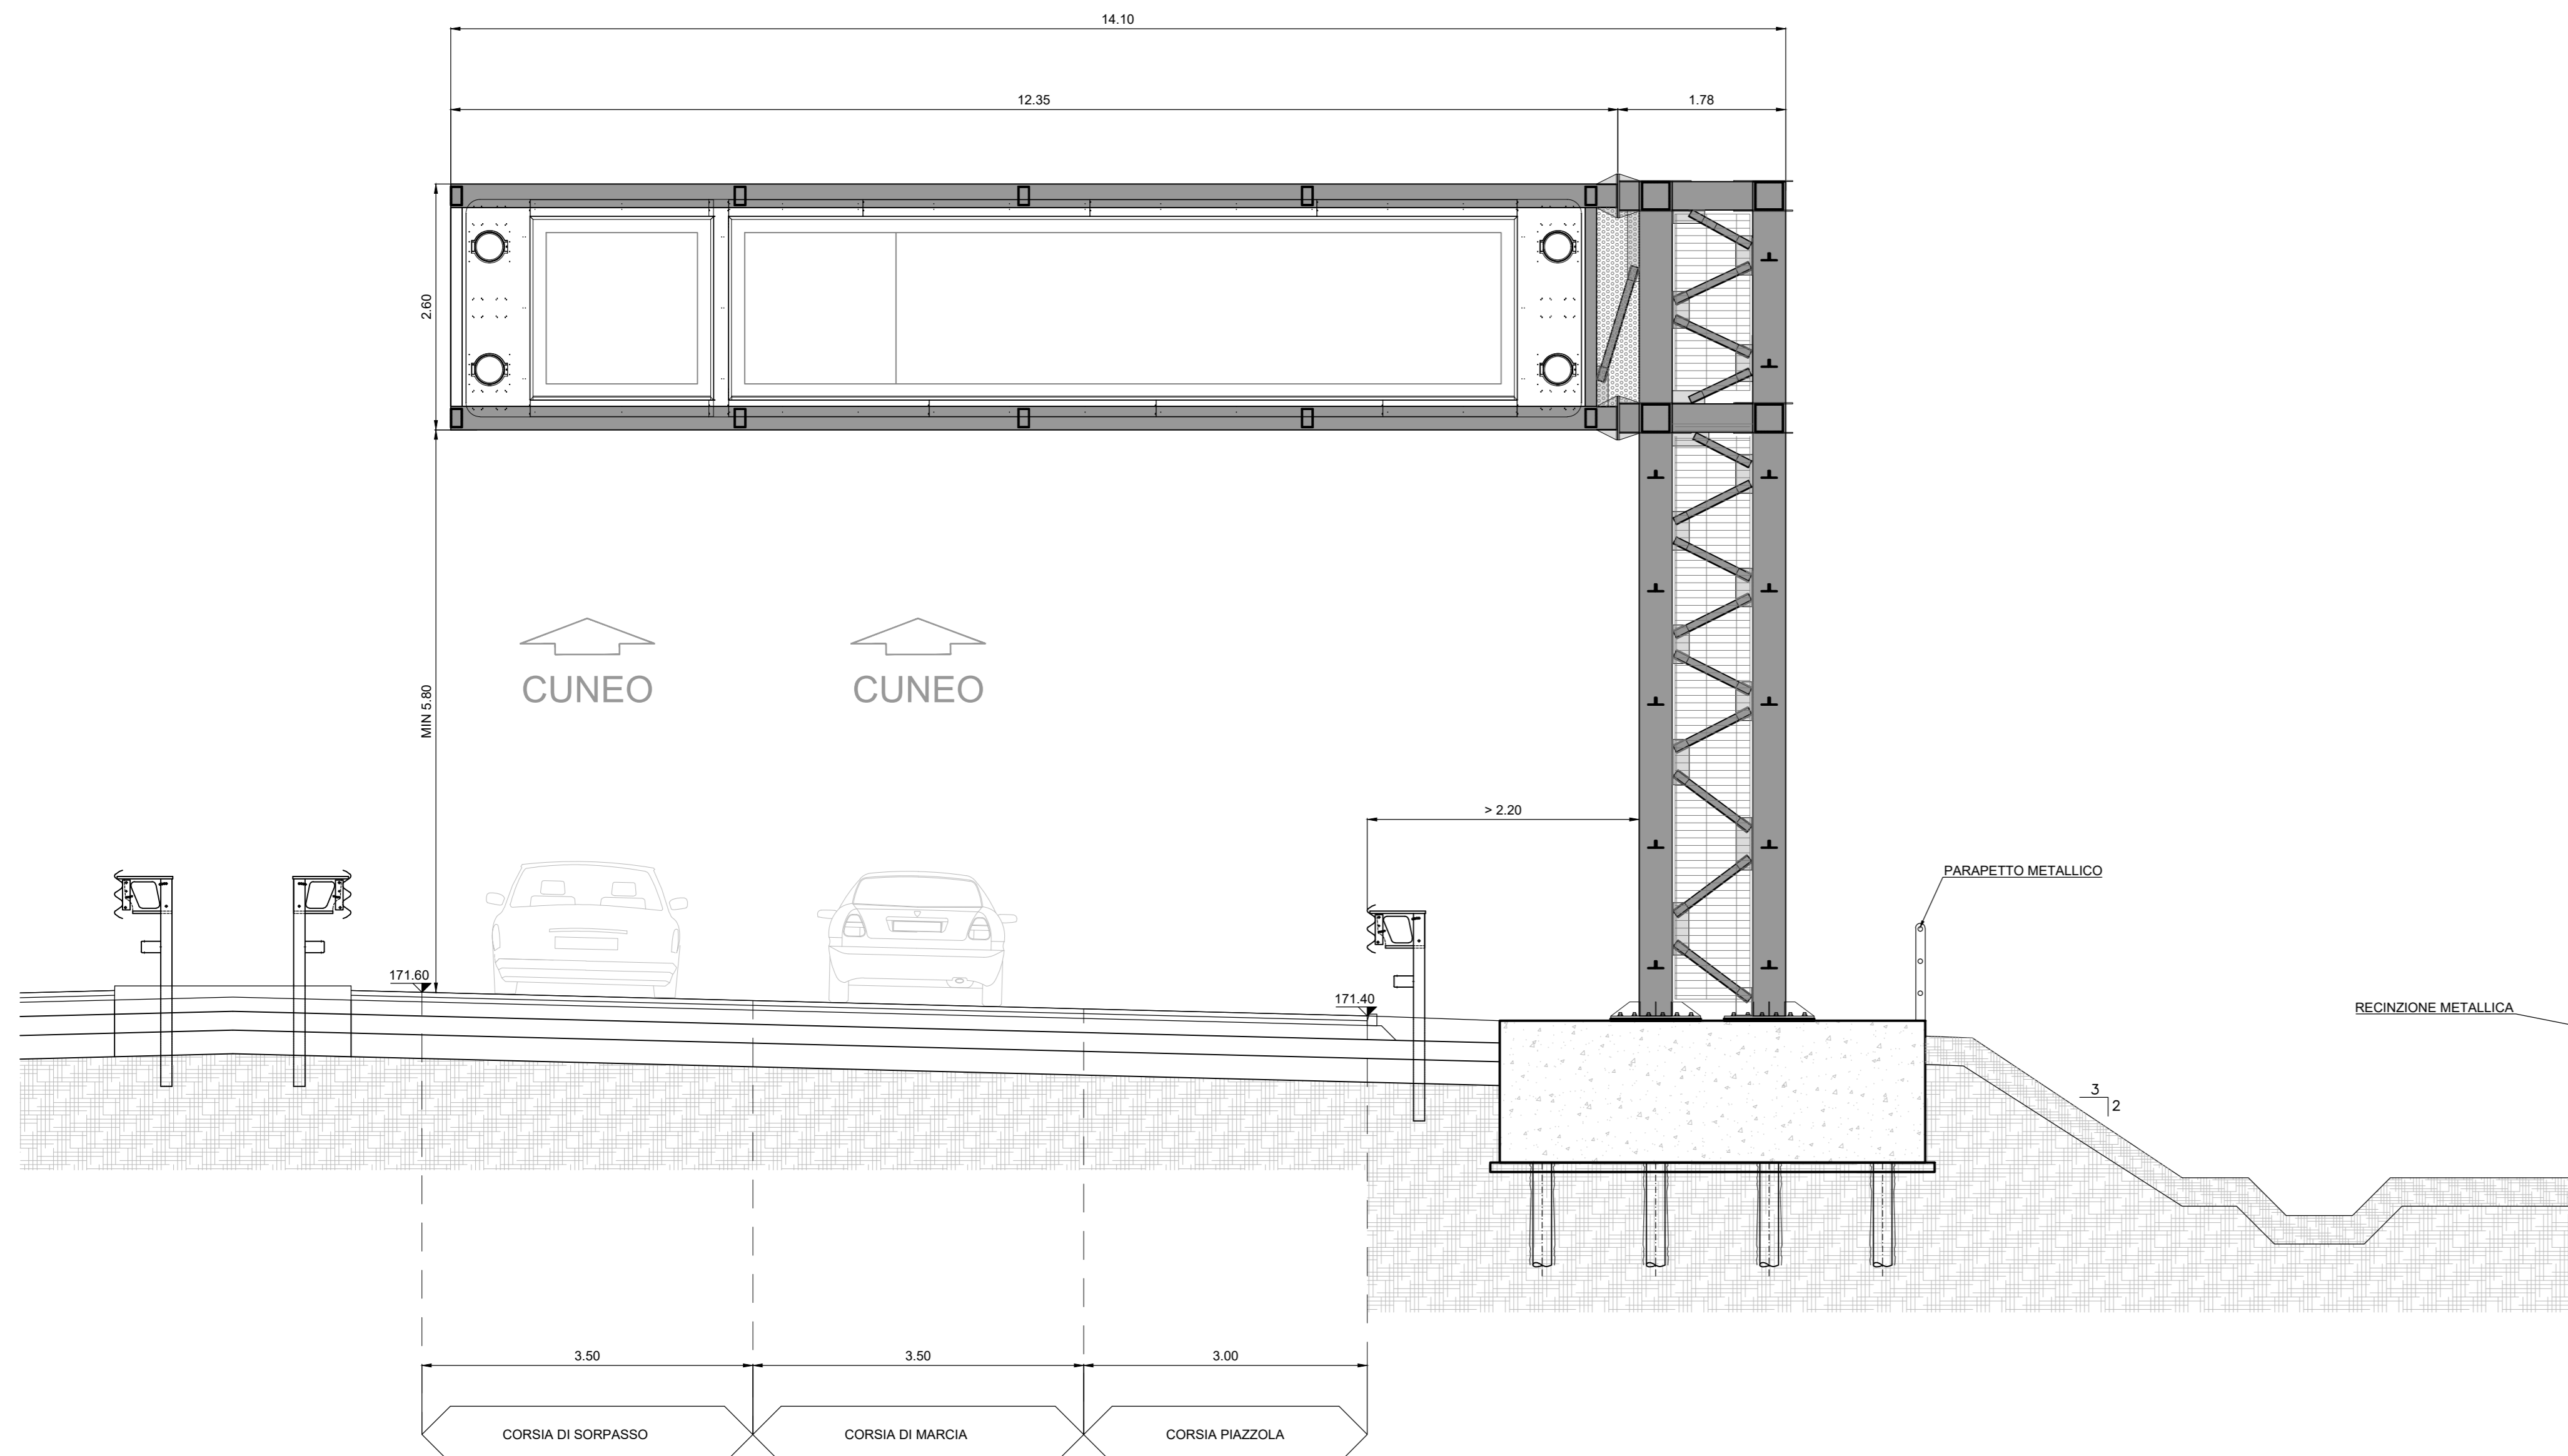 14.10
12.35
1.78
2.60
CUNEO
CUNEO
MIN 5.80
> 2.20
PARAPETTO METALLICO
171.60
171.40
RECINZIONE METALLICA
3
2
3.50
3.50
3.00
CORSIA DI SORPASSO
CORSIA DI MARCIA
CORSIA PIAZZOLA